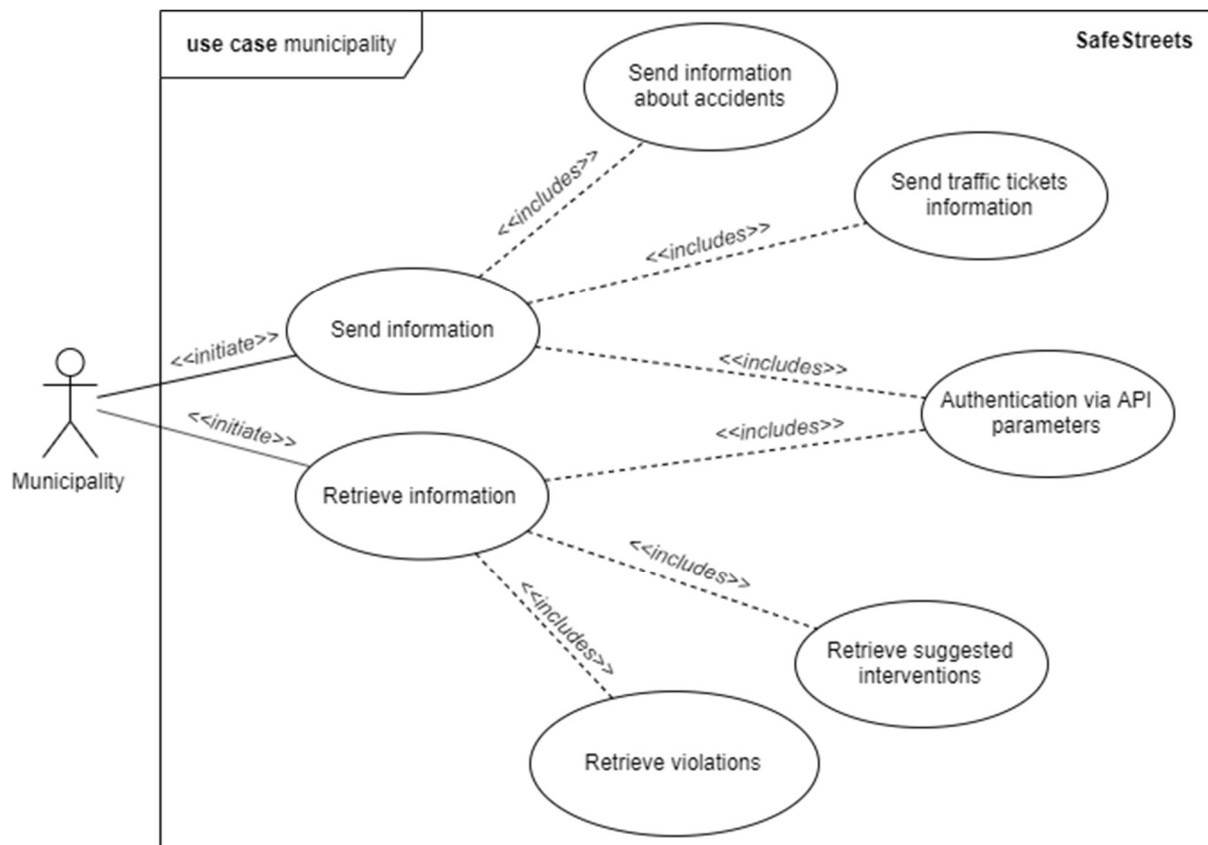 use case municipality
SafeStreets
Send information
about accidents
<<includes>>
Send traffic tickets
information
<<includes>>
Send information
<<initiate>>
<<includes>>
Authentication via API
parameters
<<initiate>>
<<includes>>
Municipality
Retrieve information
<<includes>>
<<includes>>
Retrieve suggested
interventions
Retrieve violations